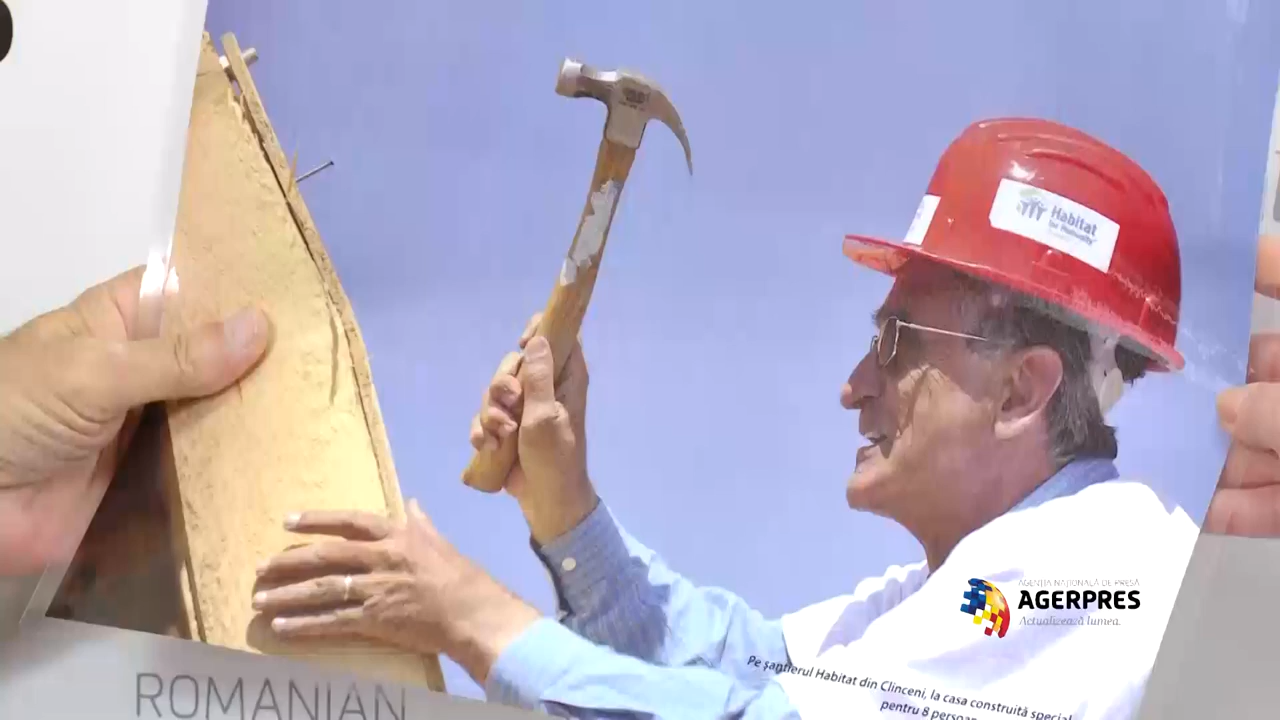 Habitat
for Humanity
AGENȚIA NAȚIONALĂ DE PRESĂ
AGERPRES
Actualizează lumea.
Pe șantierul Habitat din Clinceni, la casa construită special
pentru 8 persoan
ROMANIAN